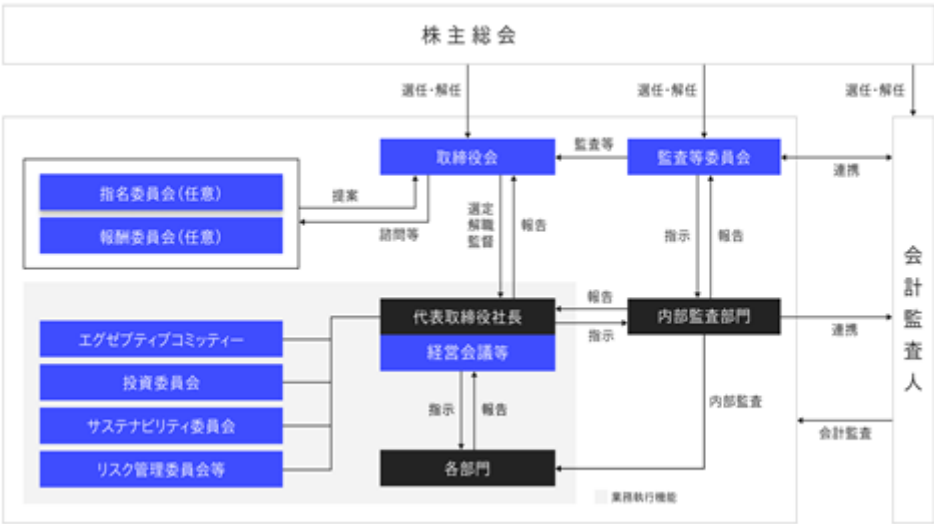 株主総会
選任・解任
選任・解任
選任・解任
取締役会
監査等
監査等委員会
連携
指名委員会(任意)
報酬委員会(任意)
提案
諮問等
選定
解職
監督
報告
指示
報告
会計監査人
代表取締役社長
経営会議等
報告
指示
内部監査部門
連携
エグゼブティブコミッティー
投資委員会
サステナビリティ委員会
リスク管理委員会等
指示
報告
内部監査
会計監査
各部門
業務執行機能